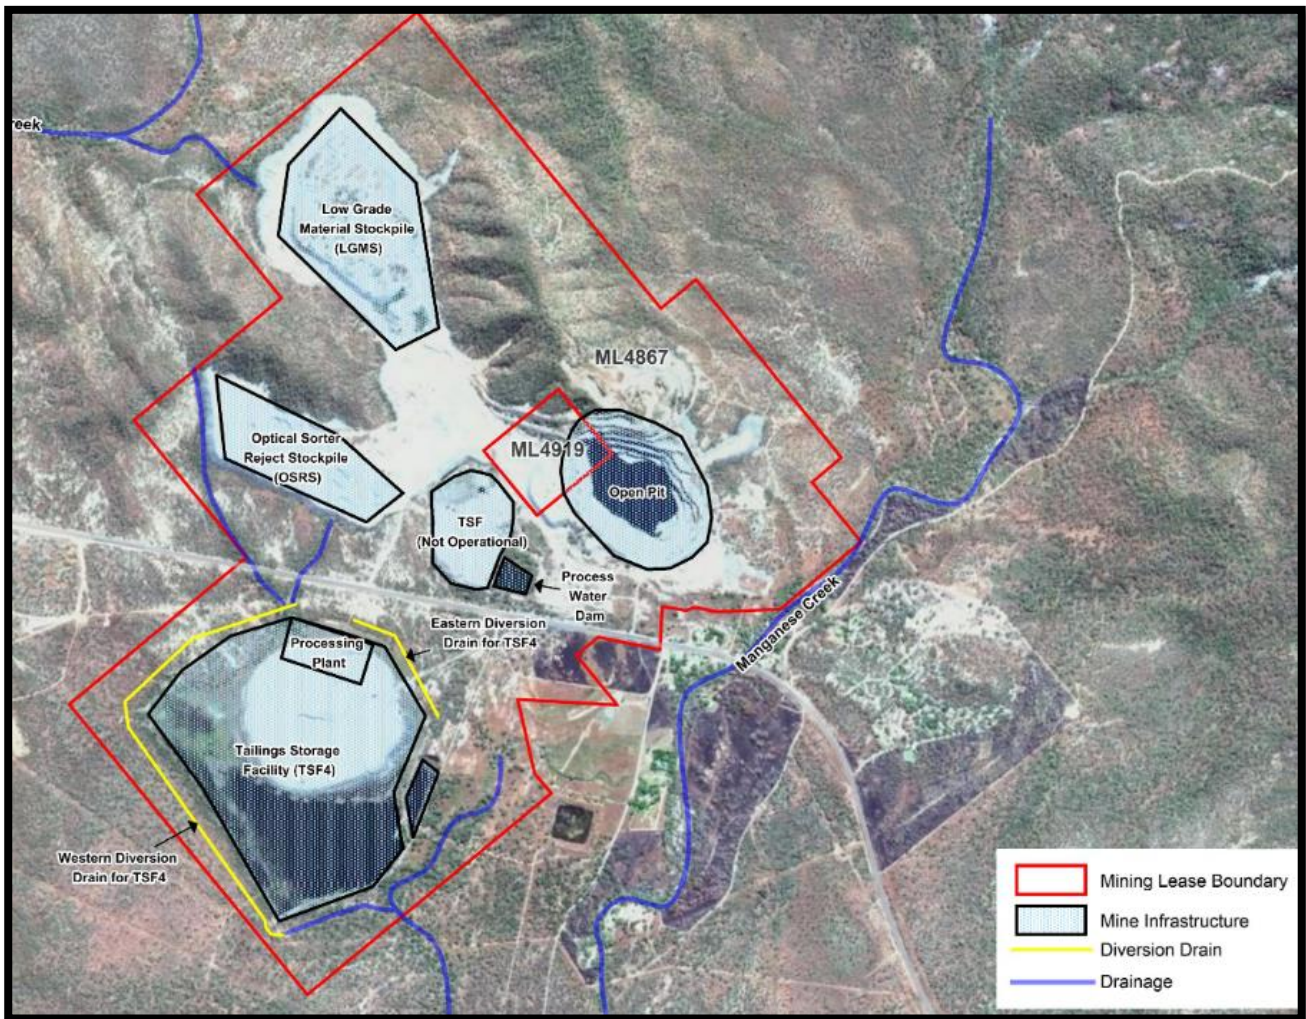 reek
Low Grade
Material Stockpile
(LGMS)
ML4867
Optical Sorter
Reject Stockpile
(OSRS)
ML4919
Open Pit
TSF
(Not Operational)
Process
Water
Dam
Eastern Diversion
Drain for TSF4
Processing
Plant
Manganese Creek
Tailings Storage
Facility (TSF4)
Western Diversion
Drain for TSF4
Mining Lease Boundary
Mine Infrastructure
Diversion Drain
Drainage